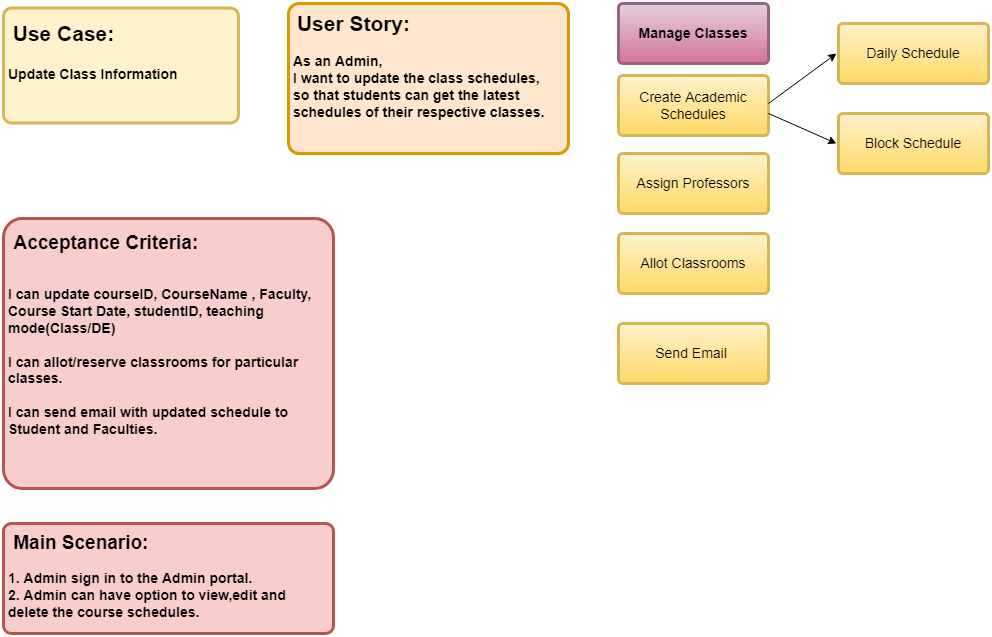 Use Case:
Update Class Information
User Story:
As an Admin,
I want to update the class schedules,
so that students can get the latest
schedules of their respective classes.
Manage Classes
Create Academic
Schedules
Daily Schedule
Block Schedule
Assign Professors
Allot Classrooms
Send Email
Acceptance Criteria:
I can update courseID, CourseName , Faculty,
Course Start Date, studentID, teaching
mode(Class/DE)
I can allot/reserve classrooms for particular
classes.
I can send email with updated schedule to
Student and Faculties.
Main Scenario:
1. Admin sign in to the Admin portal.
2. Admin can have option to view,edit and
delete the course schedules.